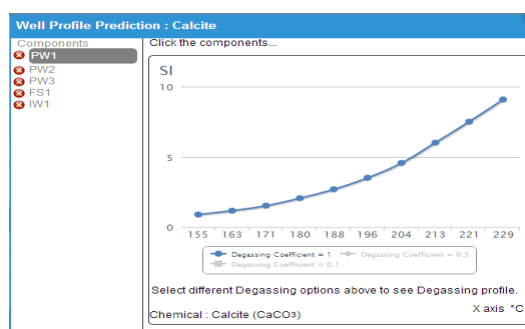 Well Profile Prediction : Calcite
Components
PW1
PW2
PW3
FS1
IW1
Click the components...
SI
10
5
0
155 163 171 180 188 196 204 213 221 229
Degassing Coefficient = 1 Degassing Coefficient = 0.3
Degassing Coefficient = 0.1
Select different Degassing options above to see Degassing profile.
Chemical : Calcite (CaCO3) X axis °C